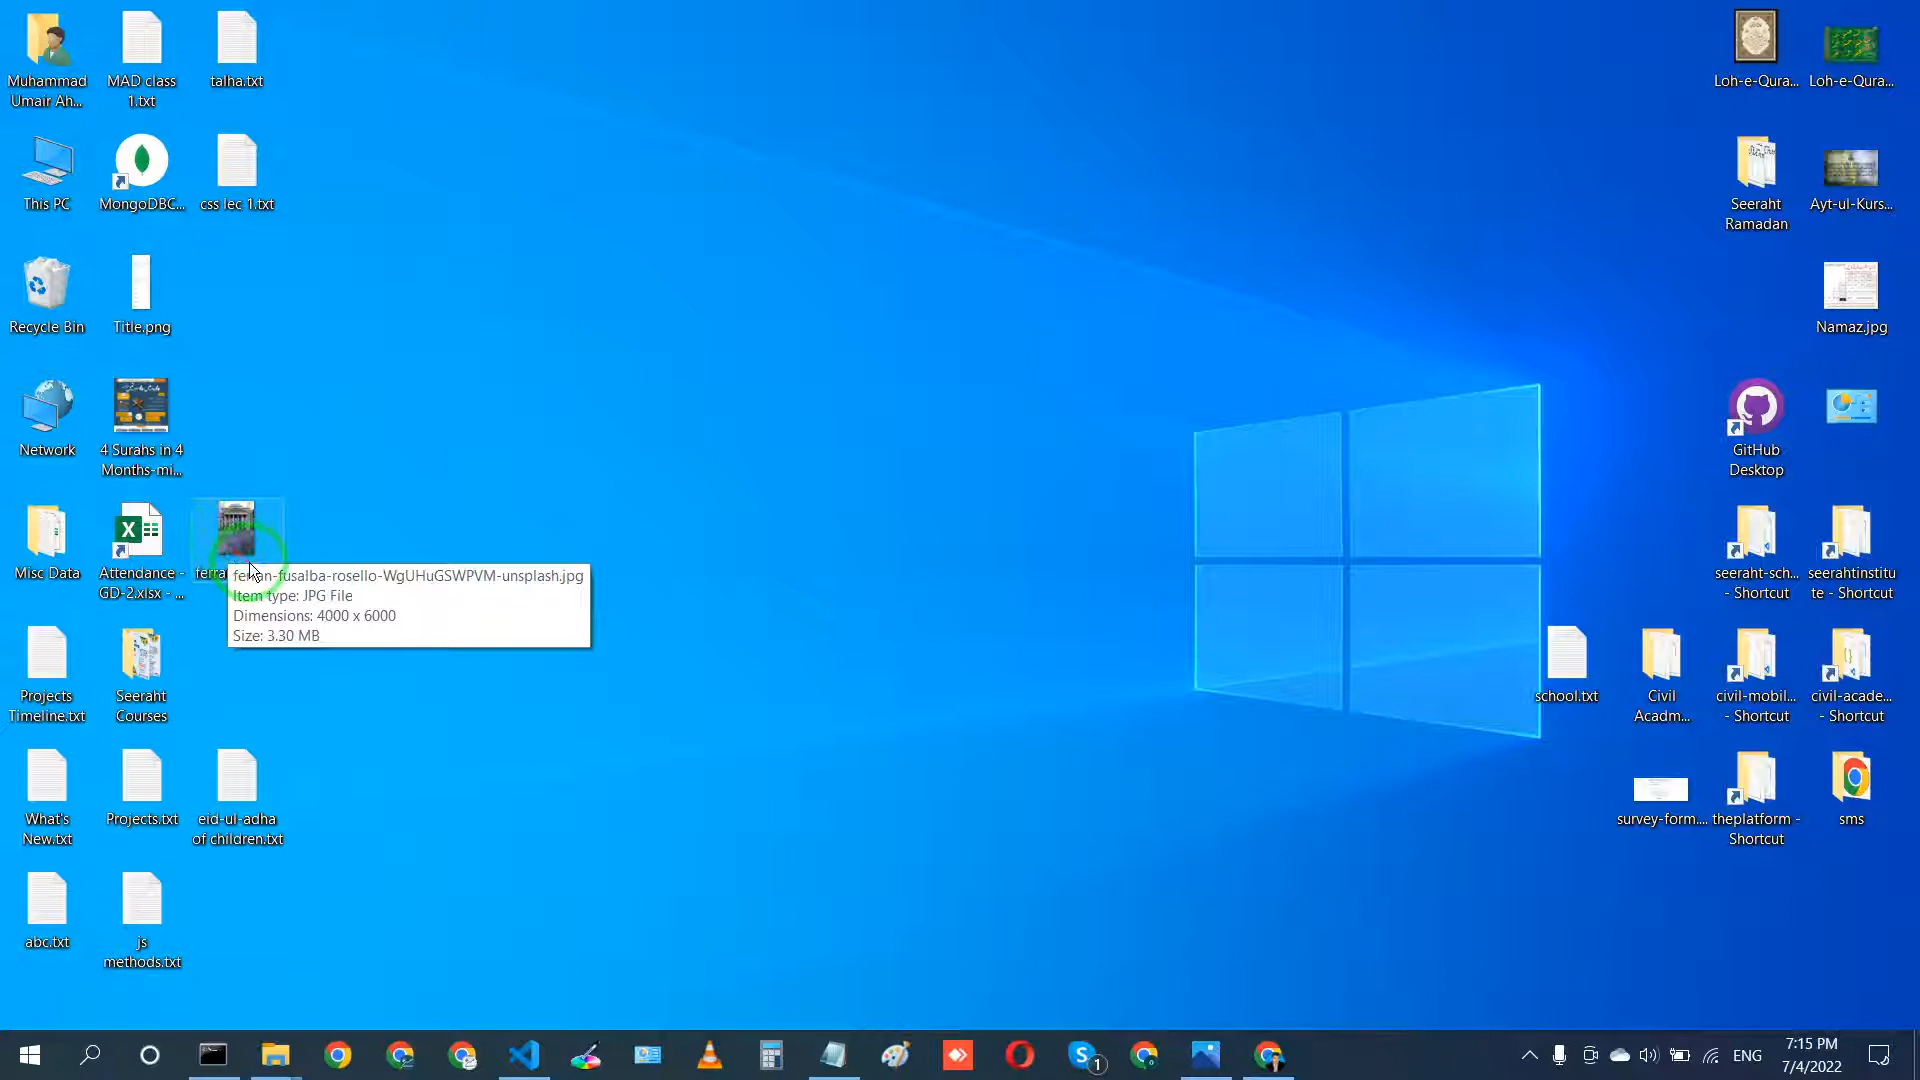 Muhammad
Umair Ah...
MAD class
1.txt
talha.txt
This PC
MongoDBC...
css lec 1.txt
Recycle Bin
Title.png
Network
4 Surahs in 4
Months-mi...
Misc Data
Attendance -
GD-2.xlsx - ...
ferran-fusalba-rosello-WgUHuGSWPVM-unsplash.jpg
Item type: JPG File
Dimensions: 4000 x 6000
Size: 3.30 MB
Projects
Timeline.txt
Seeraht
Courses
What's
New.txt
Projects.txt
eid-ul-adha
of children.txt
abc.txt
js
methods.txt
Loh-e-Qura...
Loh-e-Qura...
Seeraht
Ramadan
Ayt-ul-Kurs...
Namaz.jpg
GitHub
Desktop
seeraht-sch...
- Shortcut
seerahtinstitu
te - Shortcut
school.txt
Civil
Acadm...
civil-mobil...
- Shortcut
civil-acade...
- Shortcut
survey-form....
theplatform -
Shortcut
sms
1
ENG
7:15 PM
7/4/2022